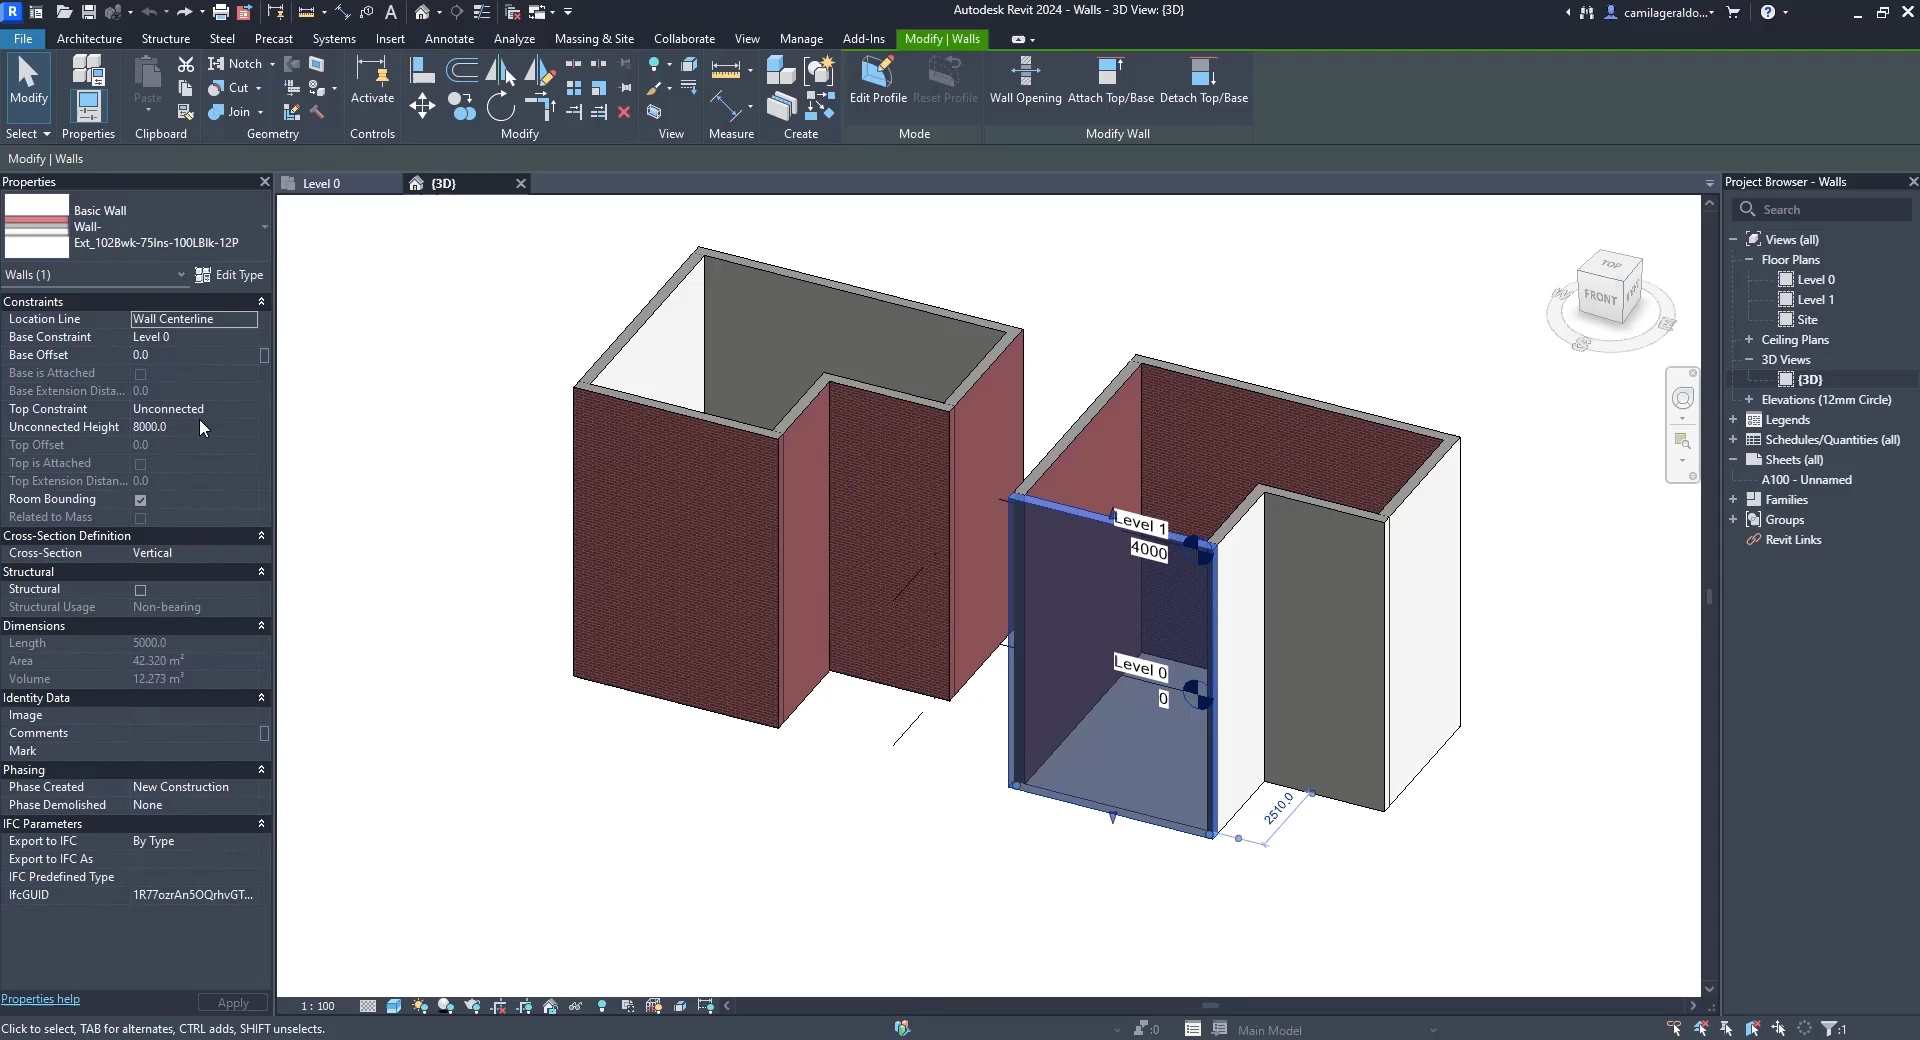 R
Autodesk Revit 2024 - Walls - 3D View: {3D}
camilageraldo...
File Architecture Structure Steel Precast Systems Insert Annotate Analyze Massing & Site Collaborate View Manage Add-Ins Modify | Walls
Modify
Paste
Notch
Cut
Join
Activate
Edit Profile Reset Profile
Wall Opening Attach Top/Base Detach Top/Base
Select Properties Clipboard Geometry Controls Modify View Measure Create Mode Modify Wall
Modify | Walls
Properties
Level 0
{3D}
Project Browser - Walls
Basic Wall
Wall-
Ext_102Bwk-75Ins-100LBlk-12P
Walls (1)
Edit Type
Constraints
Location Line Wall Centerline
Base Constraint Level 0
Base Offset 0.0
Base is Attached
Base Extension Dista... 0.0
Top Constraint Unconnected
Unconnected Height 8000.0
Top Offset 0.0
Top is Attached
Top Extension Distan... 0.0
Room Bounding
Related to Mass
Cross-Section Definition
Cross-Section Vertical
Structural
Structural
Structural Usage Non-bearing
Dimensions
Length 5000.0
Area 42.320 m²
Volume 12.273 m³
Identity Data
Image
Comments
Mark
Phasing
Phase Created New Construction
Phase Demolished None
IFC Parameters
Export to IFC By Type
Export to IFC As
IFC Predefined Type
IfcGUID 1R77ozrAn5OQrhvGT...
Properties help
Apply
Level 1
4000
Level 0
0
2510.0
TOP
FRONT
W
S
E
Search
Views (all)
Floor Plans
Level 0
Level 1
Site
Ceiling Plans
3D Views
{3D}
Elevations (12mm Circle)
Legends
Schedules/Quantities (all)
Sheets (all)
A100 - Unnamed
Families
Groups
Revit Links
1 : 100
Click to select, TAB for alternates, CTRL adds, SHIFT unselects.
:0
Main Model
:1